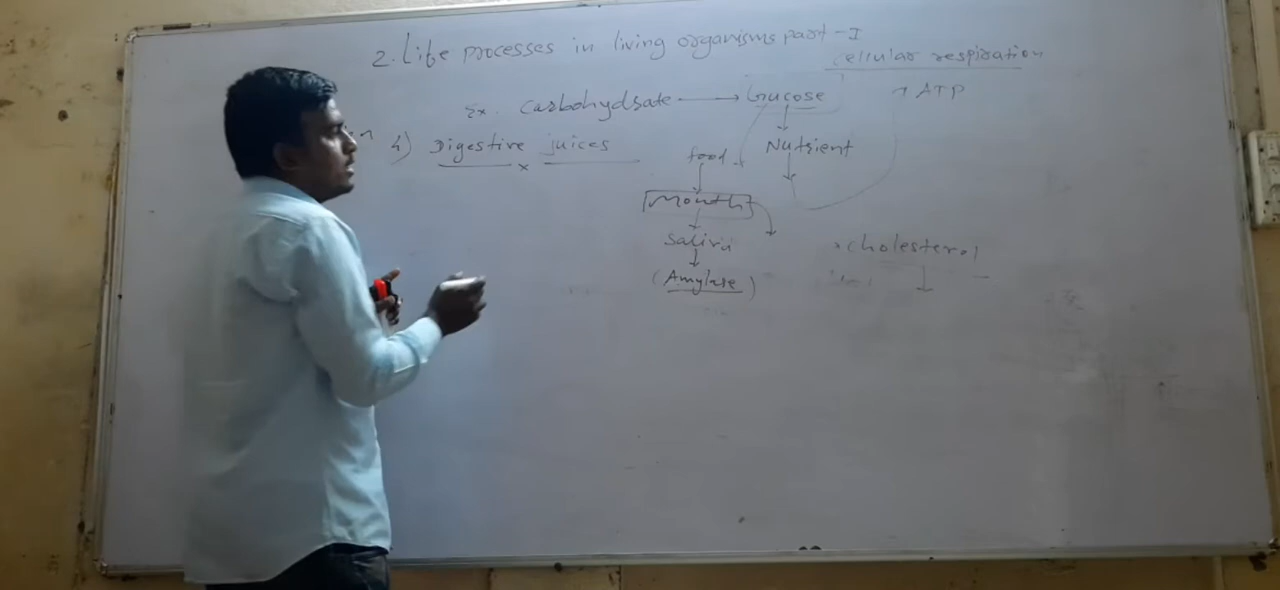 2. Life processes in living organisms part-I
cellular respiration
Ex. Carbohydrate → Glucose
↑ ATP
4) Digestive juices
Nutrient
food
Mouth
Saliva
(Amylase)
cholesterol